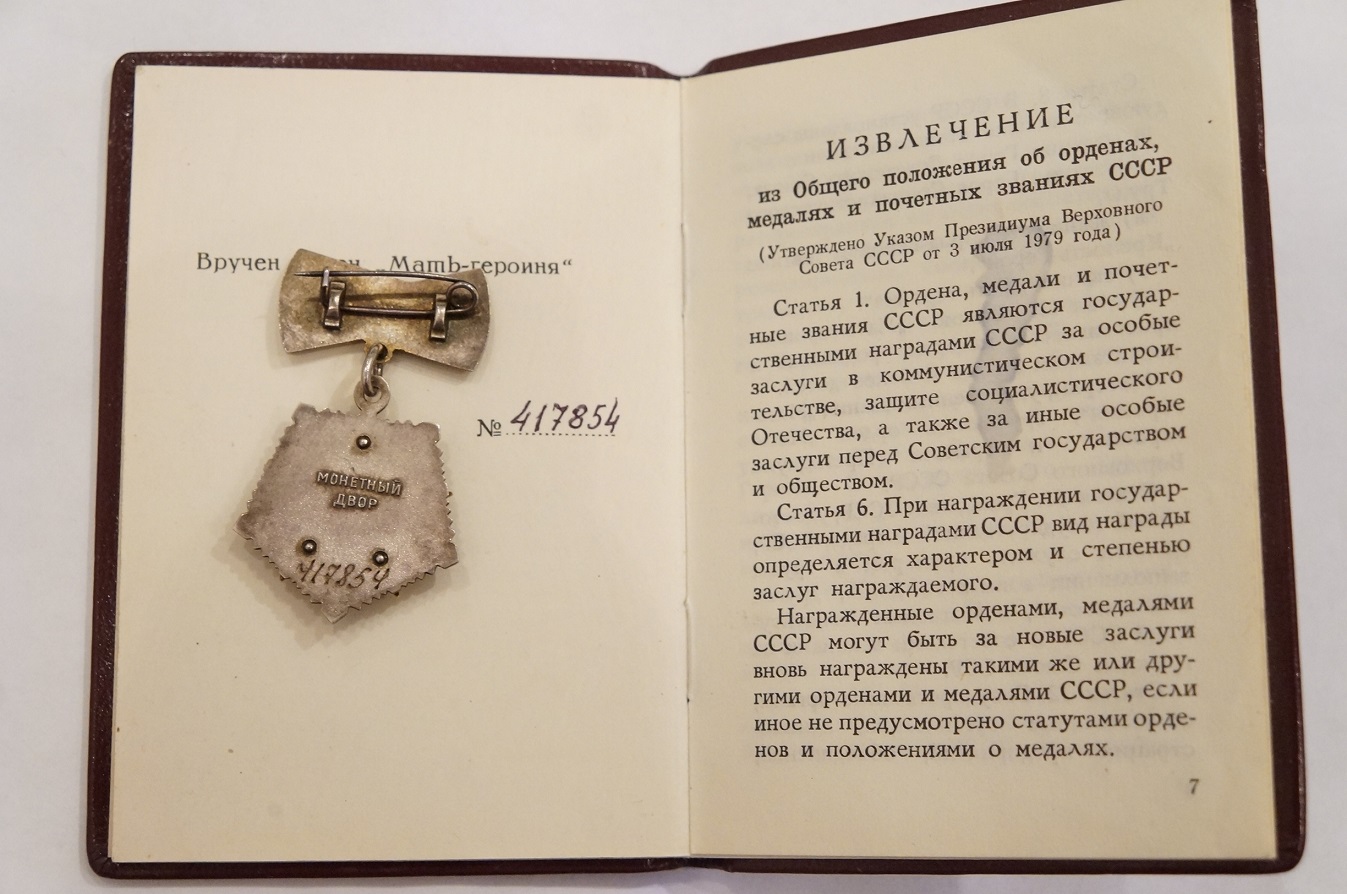 Вручен „Мать-героиня“
№ 417854
МОНЕТНЫЙ
ДВОР
417854
ИЗВЛЕЧЕНИЕ
из Общего положения об орденах,
медалях и почетных званиях СССР
(Утверждено Указом Президиума Верховного
Совета СССР от 3 июля 1979 года)
Статья 1. Ордена, медали и почет-
ные звания СССР являются государ-
ственными наградами СССР за особые
заслуги в коммунистическом строи-
тельстве, защите социалистического
Отечества, а также за иные особые
заслуги перед Советским государством
и обществом.
Статья 6. При награждении государ-
ственными наградами СССР вид награды
определяется характером и степенью
заслуг награждаемого.
Награжденные орденами, медалями
СССР могут быть за новые заслуги
вновь награждены такими же или дру-
гими орденами и медалями СССР, если
иное не предусмотрено статутами орде-
нов и положениями о медалях.
7